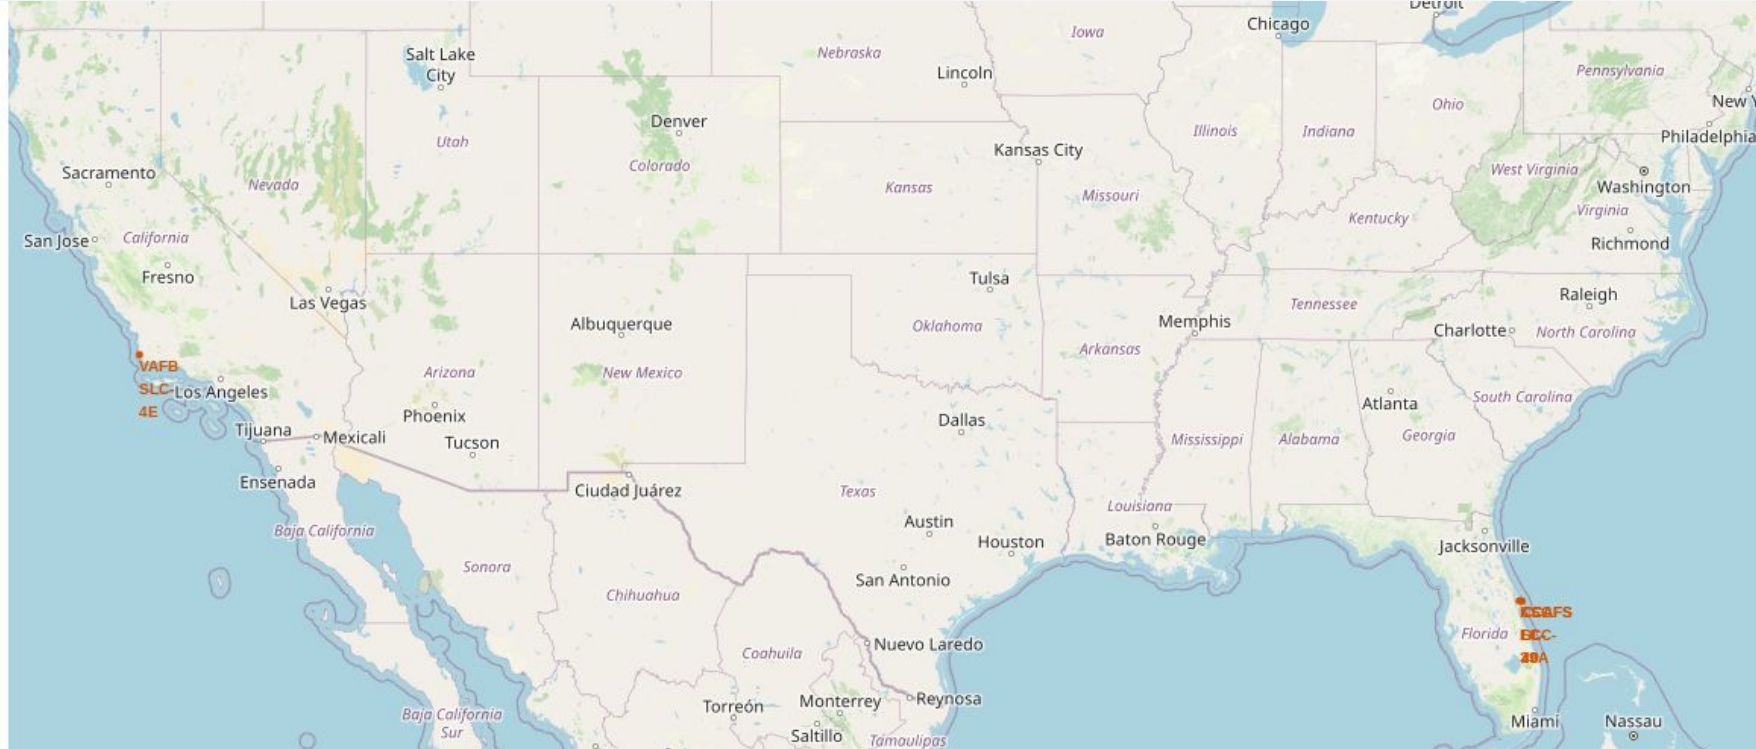 Detroit
Chicago
Iowa
Nebraska
Salt Lake
City
Lincoln
Pennsylvania
New Y
Ohio
Denver
Illinois
Indiana
Philadelphia
Utah
Kansas City
Colorado
West Virginia
Sacramento
Nevada
Kansas
Washington
Missouri
Virginia
Kentucky
San Jose
California
Richmond
Fresno
Tulsa
Las Vegas
Raleigh
Tennessee
Albuquerque
Oklahoma
Memphis
Charlotte
North Carolina
Arkansas
VAFB
SLC-
4E
Los Angeles
Arizona
New Mexico
South Carolina
Atlanta
Phoenix
Dallas
Tijuana
Mexicali
Tucson
Mississippi
Alabama
Georgia
Ensenada
Ciudad Juárez
Texas
Louisiana
Austin
Baja California
Houston
Baton Rouge
Jacksonville
Sonora
San Antonio
Chihuahua
Florida
Nuevo Laredo
Coahuila
Torreón
Monterrey
Reynosa
Baja California
Sur
Saltillo
Tamaulipas
Miami
Nassau